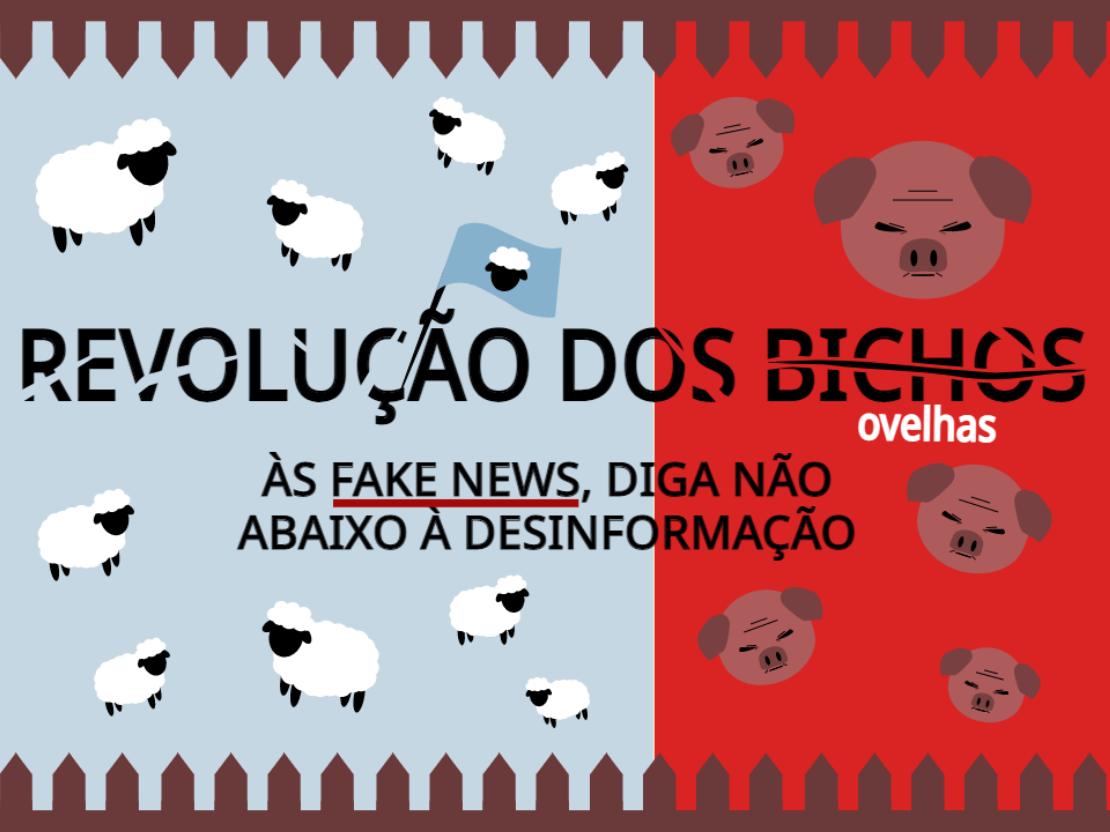 REVOLUÇÃO DOS BICHOS
ovelhas
ÀS FAKE NEWS, DIGA NÃO
ABAIXO À DESINFORMAÇÃO